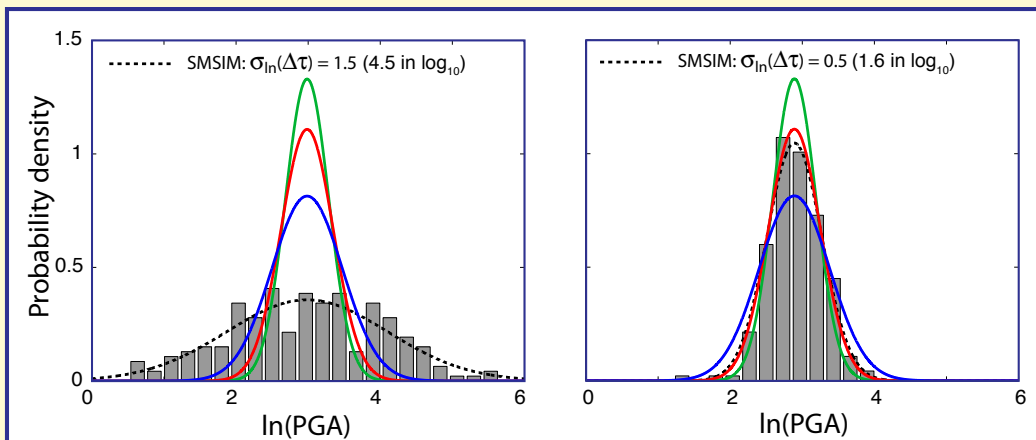 1.5
SMSIM: σln(Δτ) = 1.5 (4.5 in log10)
SMSIM: σln(Δτ) = 0.5 (1.6 in log10)
Probability density
1
0.5
0
0 2 4 6
0 2 4 6
ln(PGA)
ln(PGA)